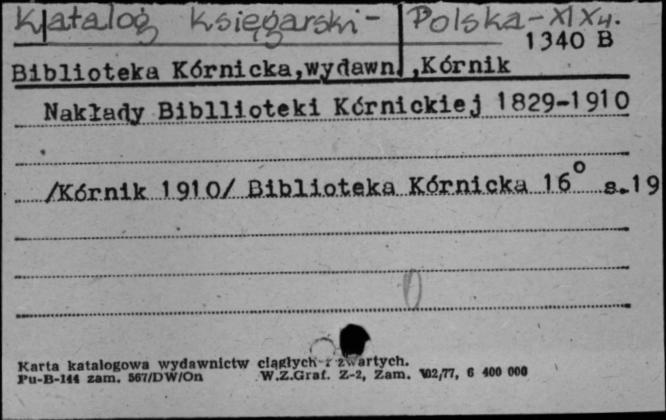 Katalog księgarski - Polska - XIX w.
1340 B
Biblioteka Kórnicka,wydawn. ,Kórnik
Nakłady Bibllioteki Kórnickiej 1829-1910
/Kórnik 1910/ Biblioteka Kórnicka 16° s.19
Karta katalogowa wydawnictw ciągłych i zwartych.
Pu-B-144 zam. 567/DW/On W.Z.Graf. Z-2, Zam. 102/77, 6 400 000